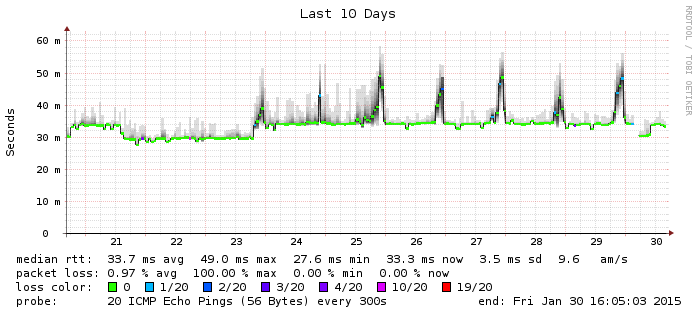 Last 10 Days
RRDTOOL / TOBI OETIKER
Seconds
60 m
50 m
40 m
30 m
20 m
10 m
0
21 22 23 24 25 26 27 28 29 30
median rtt: 33.7 ms avg 49.0 ms max 27.6 ms min 33.3 ms now 3.5 ms sd 9.6 am/s
packet loss: 0.97 % avg 100.00 % max 0.00 % min 0.00 % now
loss color: 0 1/20 2/20 3/20 4/20 10/20 19/20
probe: 20 ICMP Echo Pings (56 Bytes) every 300s end: Fri Jan 30 16:05:03 2015